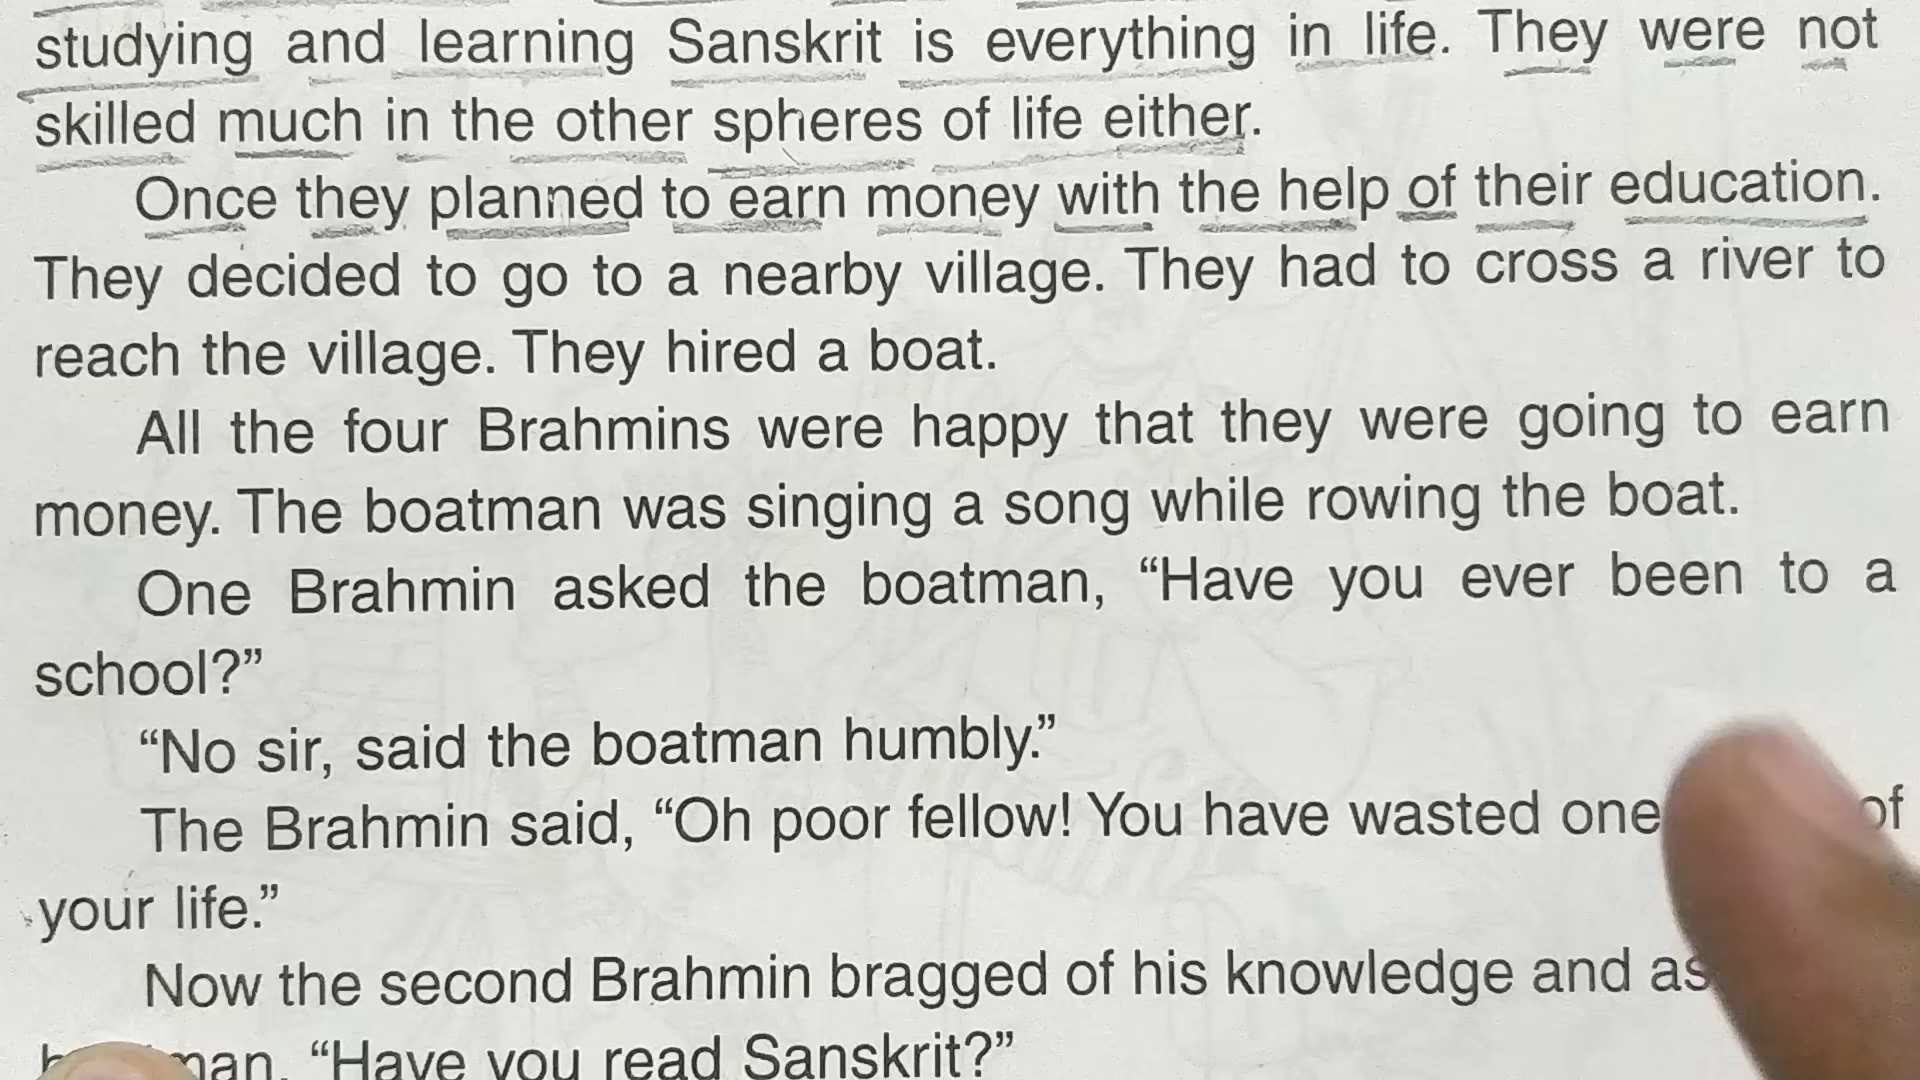 studying and learning Sanskrit is everything in life. They were not
skilled much in the other spheres of life either.
Once they planned to earn money with the help of their education.
They decided to go to a nearby village. They had to cross a river to
reach the village. They hired a boat.
All the four Brahmins were happy that they were going to earn
money. The boatman was singing a song while rowing the boat.
One Brahmin asked the boatman, “Have you ever been to a
school?”
“No sir, said the boatman humbly.”
The Brahmin said, “Oh poor fellow! You have wasted one of
your life.”
Now the second Brahmin bragged of his knowledge and
“Have you read Sanskrit?”